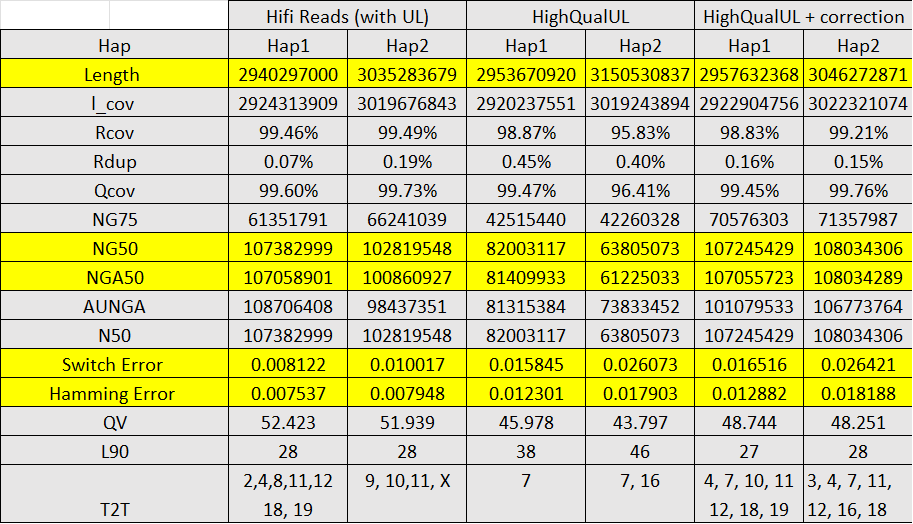 Hifi Reads (with UL) HighQualUL HighQualUL + correction
Hap Hap1 Hap2 Hap1 Hap2 Hap1 Hap2
Length 2940297000 3035283679 2953670920 3150530837 2957632368 3046272871
l_cov 2924313909 3019676843 2920237551 3019243894 2922904756 3022321074
Rcov 99.46% 99.49% 98.87% 95.83% 98.83% 99.21%
Rdup 0.07% 0.19% 0.45% 0.40% 0.16% 0.15%
Qcov 99.60% 99.73% 99.47% 96.41% 99.45% 99.76%
NG75 61351791 66241039 42515440 42260328 70576303 71357987
NG50 107382999 102819548 82003117 63805073 107245429 108034306
NGA50 107058901 100860927 81409933 61225033 107055723 108034289
AUNGA 108706408 98437351 81315384 73833452 101079533 106773764
N50 107382999 102819548 82003117 63805073 107245429 108034306
Switch Error 0.008122 0.010017 0.015845 0.026073 0.016516 0.026421
Hamming Error 0.007537 0.007948 0.012301 0.017903 0.012882 0.018188
QV 52.423 51.939 45.978 43.797 48.744 48.251
L90 28 28 38 46 27 28
2,4,8,11,12 9, 10,11, X 7 7, 16 4, 7, 10, 11 3, 4, 7, 11,
T2T 18, 19 12, 18, 19 12, 16, 18